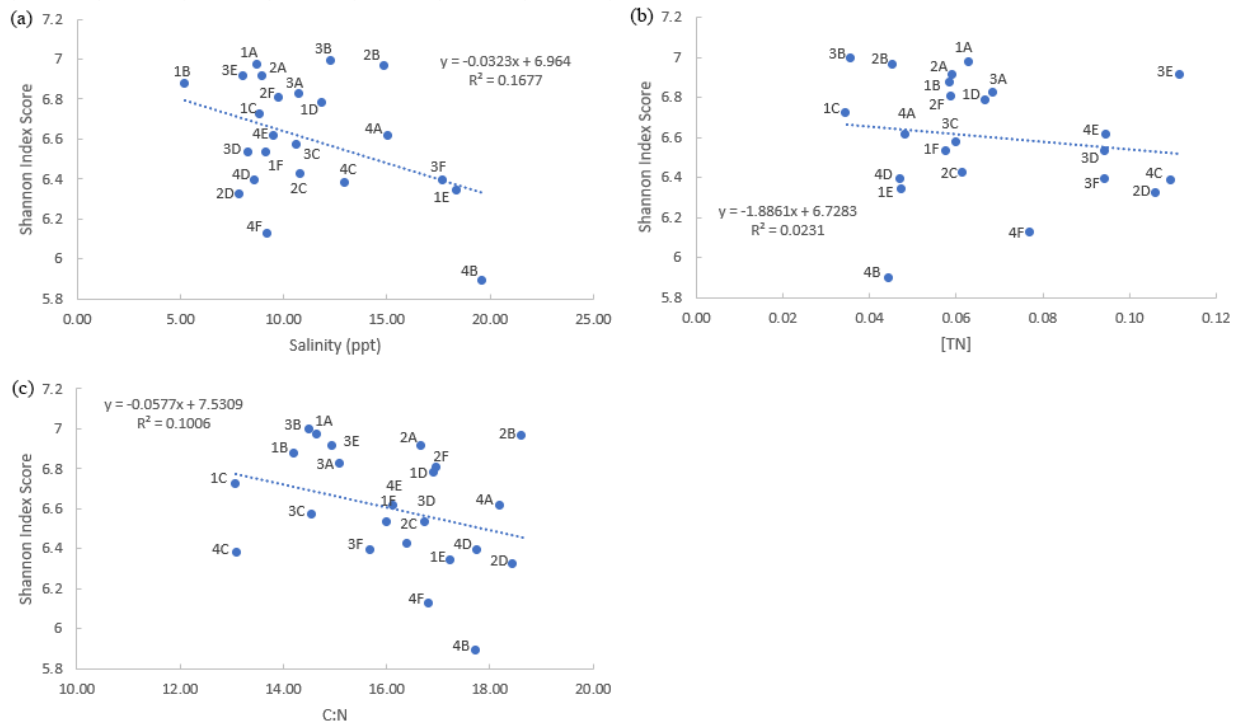 (a)
7.2
7
6.8
6.6
6.4
6.2
6
5.8
Shannon Index Score
0.00 5.00 10.00 15.00 20.00 25.00
Salinity (ppt)
y = -0.0323x + 6.964
R² = 0.1677
1A 3B 2B
3E 2A
1B 3A
2F 1D
1C
4E 4A
3D 1F 3C
4D 2C 4C 3F
2D 1E
4F
4B
(b)
7.2
7
6.8
6.6
6.4
6.2
6
5.8
Shannon Index Score
0.00 0.02 0.04 0.06 0.08 0.10 0.12
[TN]
y = -1.8861x + 6.7283
R² = 0.0231
3B 2B 1A
2A 3E
1B 3A
2F 1D
1C 4A
3C 4E
1F 3D
4D 2C 3F 4C
1E 2D
4F
4B
(c)
7.2
7
6.8
6.6
6.4
6.2
6
5.8
Shannon Index Score
10.00 12.00 14.00 16.00 18.00 20.00
C:N
y = -0.0577x + 7.5309
R² = 0.1006
3B 1A
1B 3E 2A 2B
3A 2F
1C 1D
4E
3C 1F 3D 4A
2C
4C 3F 1E 4D
2D
4F
4B